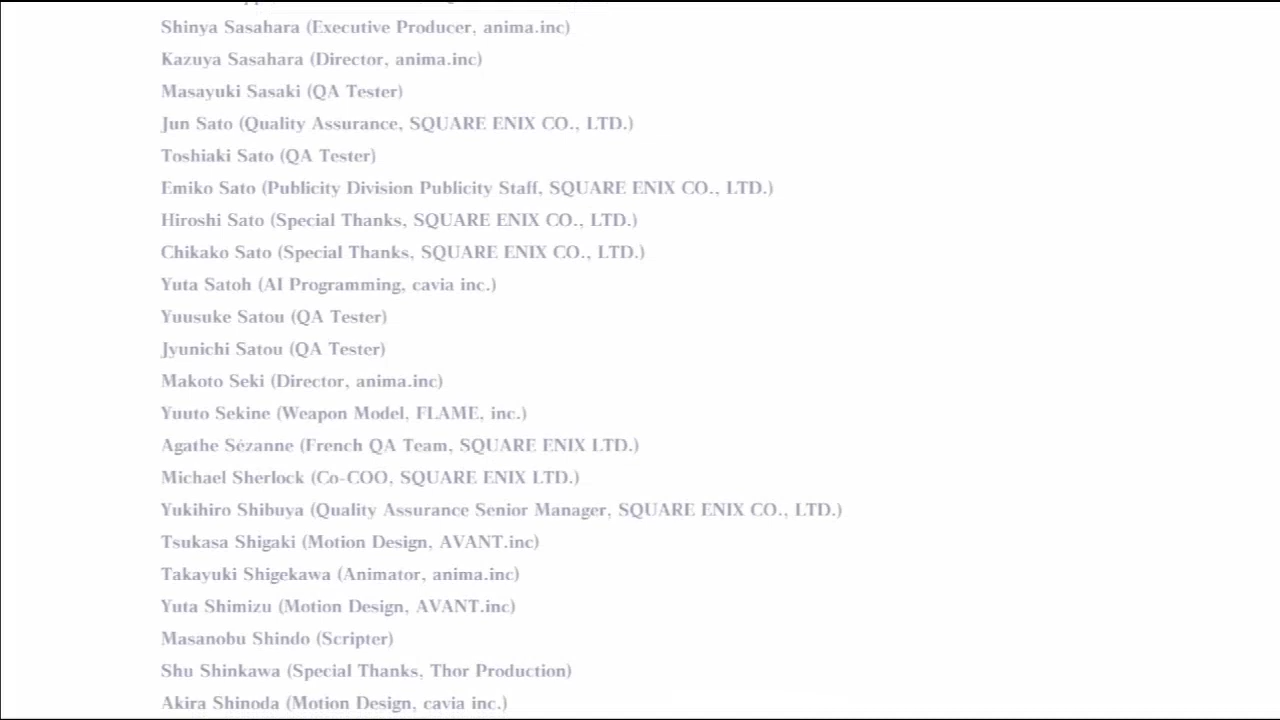 Shinya Sasahara (Executive Producer, anima.inc)
Kazuya Sasahara (Director, anima.inc)
Masayuki Sasaki (QA Tester)
Jun Sato (Quality Assurance, SQUARE ENIX CO., LTD.)
Toshiaki Sato (QA Tester)
Emiko Sato (Publicity Division Publicity Staff, SQUARE ENIX CO., LTD.)
Hiroshi Sato (Special Thanks, SQUARE ENIX CO., LTD.)
Chikako Sato (Special Thanks, SQUARE ENIX CO., LTD.)
Yuta Satoh (AI Programming, cavia inc.)
Yuusuke Satou (QA Tester)
Jyunichi Satou (QA Tester)
Makoto Seki (Director, anima.inc)
Yuuto Sekine (Weapon Model, FLAME, inc.)
Agathe Sézanne (French QA Team, SQUARE ENIX LTD.)
Michael Sherlock (Co-COO, SQUARE ENIX LTD.)
Yukihiro Shibuya (Quality Assurance Senior Manager, SQUARE ENIX CO., LTD.)
Tsukasa Shigaki (Motion Design, AVANT.inc)
Takayuki Shigekawa (Animator, anima.inc)
Yuta Shimizu (Motion Design, AVANT.inc)
Masanobu Shindo (Scripter)
Shu Shinkawa (Special Thanks, Thor Production)
Akira Shinoda (Motion Design, cavia inc.)